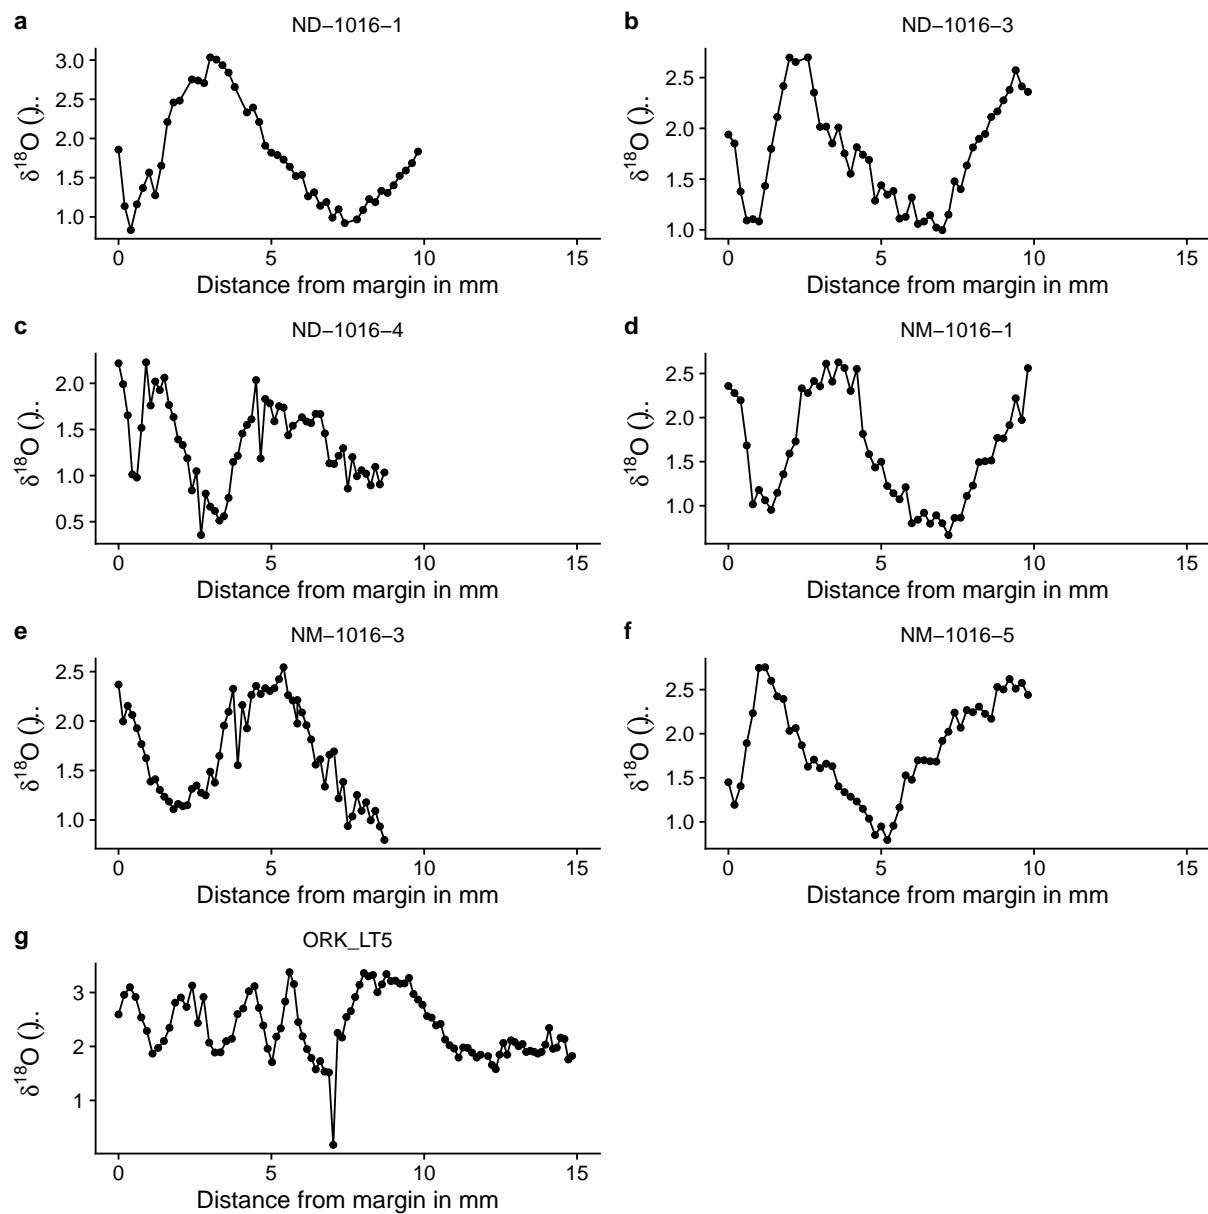 a
ND−1016−1
δ18O (‰)
3.0
2.5
2.0
1.5
1.0
0 5 10 15
Distance from margin in mm
b
ND−1016−3
δ18O ()..
2.5
2.0
1.5
1.0
0 5 10 15
Distance from margin in mm
c
ND−1016−4
δ18O ()..
2.0
1.5
1.0
0.5
0 5 10 15
Distance from margin in mm
d
NM−1016−1
δ18O ()..
2.5
2.0
1.5
1.0
0 5 10 15
Distance from margin in mm
e
NM−1016−3
δ18O ()..
2.5
2.0
1.5
1.0
0 5 10 15
Distance from margin in mm
f
NM−1016−5
δ18O ()..
2.5
2.0
1.5
1.0
0 5 10 15
Distance from margin in mm
g
ORK_LT5
δ18O ()..
3
2
1
0 5 10 15
Distance from margin in mm